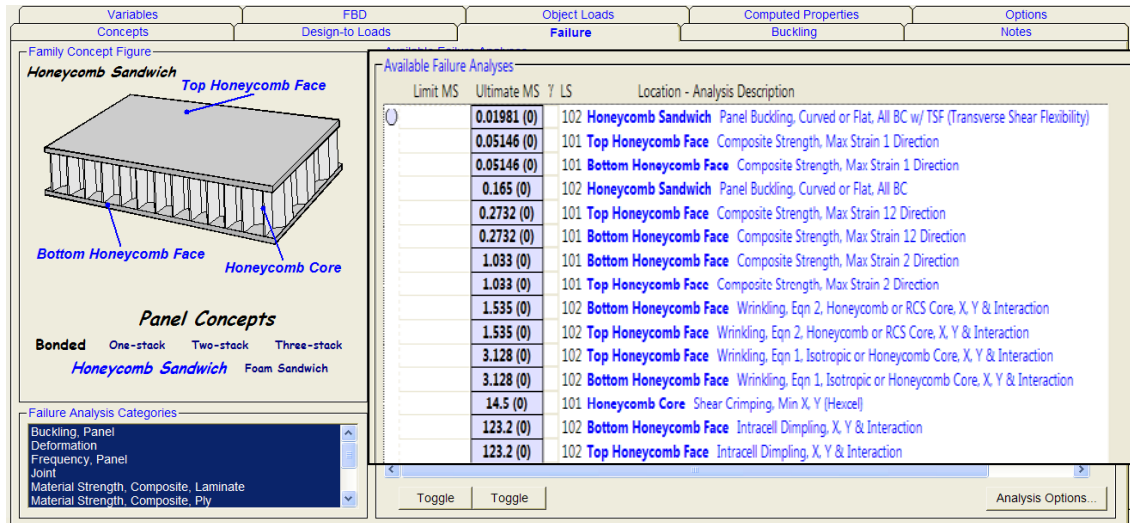 Variables FBD Object Loads Computed Properties Options
Concepts Design-to Loads Failure Buckling Notes
Family Concept Figure
Honeycomb Sandwich
Top Honeycomb Face
Bottom Honeycomb Face
Honeycomb Core
Panel Concepts
Bonded One-stack Two-stack Three-stack
Honeycomb Sandwich Foam Sandwich
Failure Analysis Categories
Buckling, Panel
Deformation
Frequency, Panel
Joint
Material Strength, Composite, Laminate
Material Strength, Composite, Ply
Available Failure Analyses
Limit MS Ultimate MS LS Location - Analysis Description
0.01981 (0) 102 Honeycomb Sandwich Panel Buckling, Curved or Flat, All BC w/ TSF (Transverse Shear Flexibility)
0.05146 (0) 101 Top Honeycomb Face Composite Strength, Max Strain 1 Direction
0.05146 (0) 101 Bottom Honeycomb Face Composite Strength, Max Strain 1 Direction
0.165 (0) 102 Honeycomb Sandwich Panel Buckling, Curved or Flat, All BC
0.2732 (0) 101 Top Honeycomb Face Composite Strength, Max Strain 12 Direction
0.2732 (0) 101 Bottom Honeycomb Face Composite Strength, Max Strain 12 Direction
1.033 (0) 101 Bottom Honeycomb Face Composite Strength, Max Strain 2 Direction
1.033 (0) 101 Top Honeycomb Face Composite Strength, Max Strain 2 Direction
1.535 (0) 102 Bottom Honeycomb Face Wrinkling, Eqn 2, Honeycomb or RCS Core, X, Y & Interaction
1.535 (0) 102 Top Honeycomb Face Wrinkling, Eqn 2, Honeycomb or RCS Core, X, Y & Interaction
3.128 (0) 102 Top Honeycomb Face Wrinkling, Eqn 1, Isotropic or Honeycomb Core, X, Y & Interaction
3.128 (0) 102 Bottom Honeycomb Face Wrinkling, Eqn 1, Isotropic or Honeycomb Core, X, Y & Interaction
14.5 (0) 101 Honeycomb Core Shear Crimping, Min X, Y (Hexcel)
123.2 (0) 102 Bottom Honeycomb Face Intracell Dimpling, X, Y & Interaction
123.2 (0) 102 Top Honeycomb Face Intracell Dimpling, X, Y & Interaction
Toggle Toggle Analysis Options...